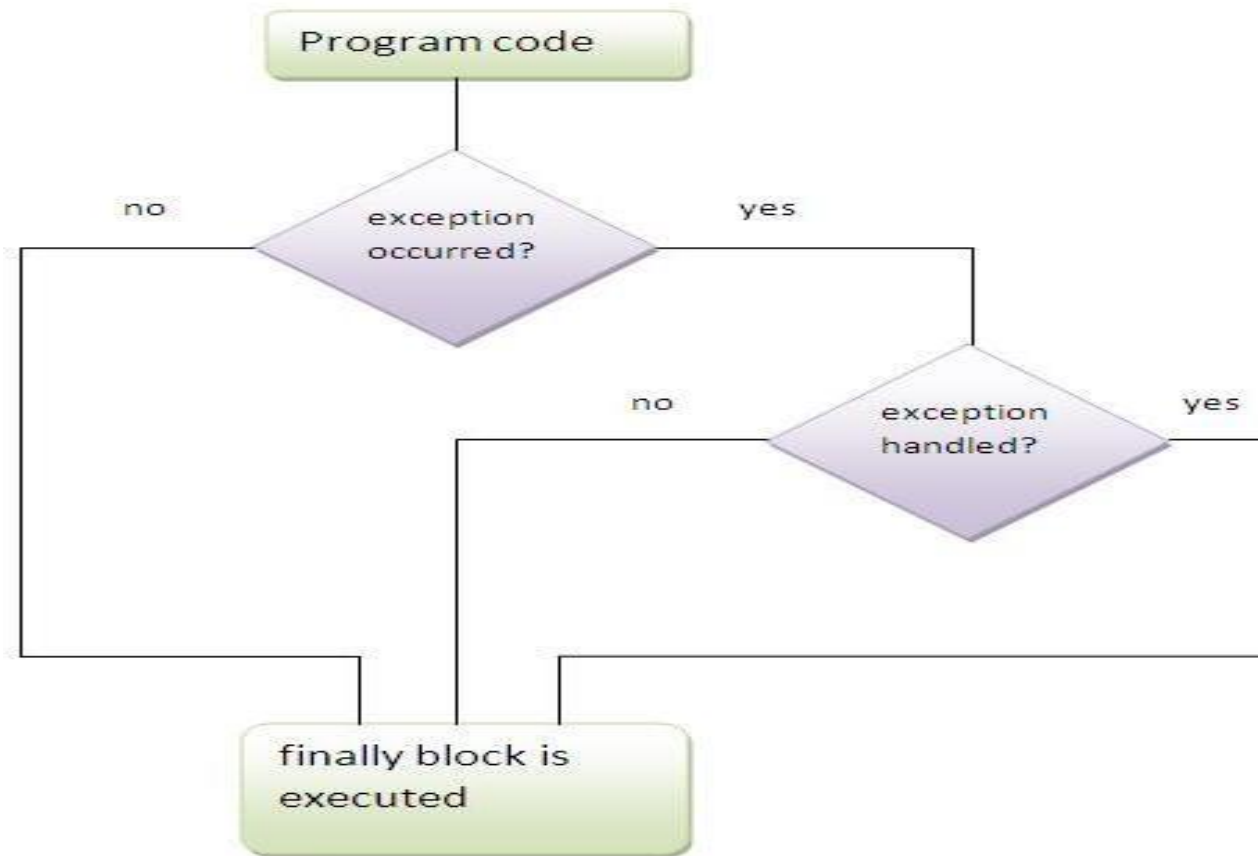 Program code
no
yes
exception
occurred?
no
yes
exception
handled?
finally block is
executed